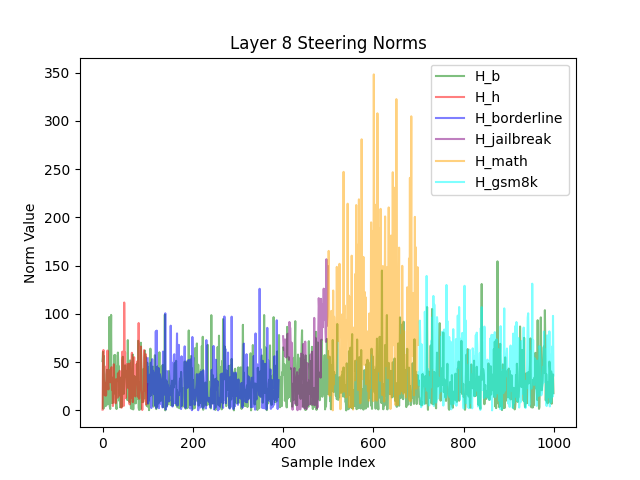 Layer 8 Steering Norms
350
300
250
200
150
100
50
0
Norm Value
H_b
H_h
H_borderline
H_jailbreak
H_math
H_gsm8k
0
200
400
600
800
1000
Sample Index